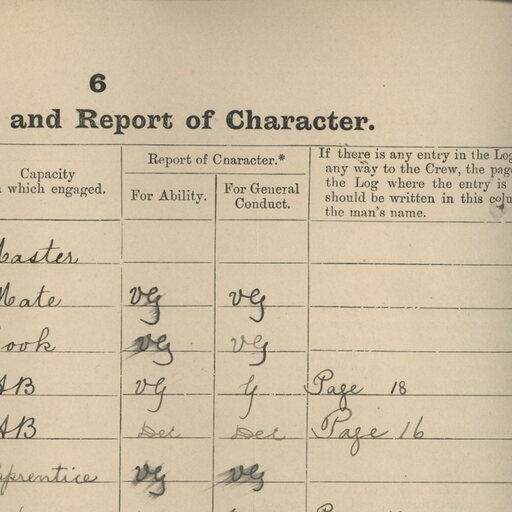 6
and Report of Character.
Capacity
which engaged.
Report of Character.*
For Ability.
For General
Conduct.
If there is any entry in the Log
any way to the Crew, the page
the Log where the entry is
should be written in this colu
the man's name.
Master
Mate VG VG
Cook VG VG
AB VG G Page 18
AB Dec Dec Page 16
Apprentice VG VG